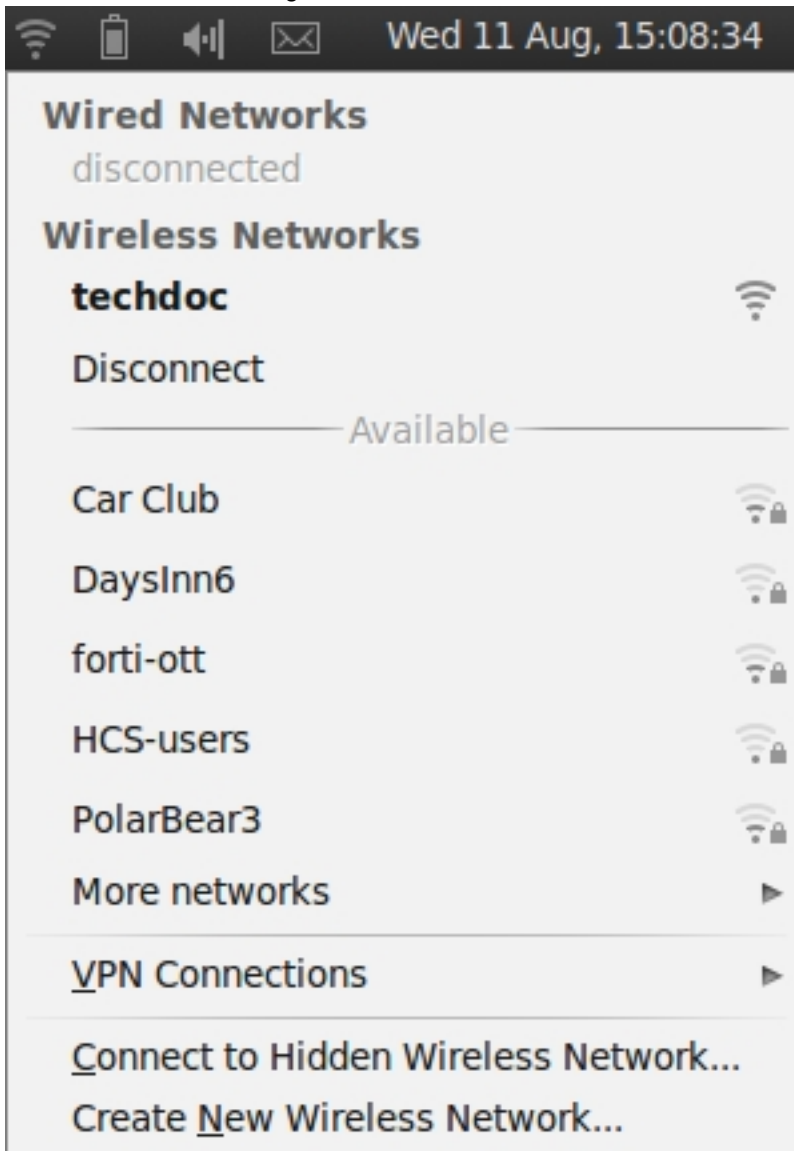 Wed 11 Aug, 15:08:34
Wired Networks
disconnected
Wireless Networks
techdoc
Disconnect
Available
Car Club
DaysInn6
forti-ott
HCS-users
PolarBear3
More networks
VPN Connections
Connect to Hidden Wireless Network...
Create New Wireless Network...